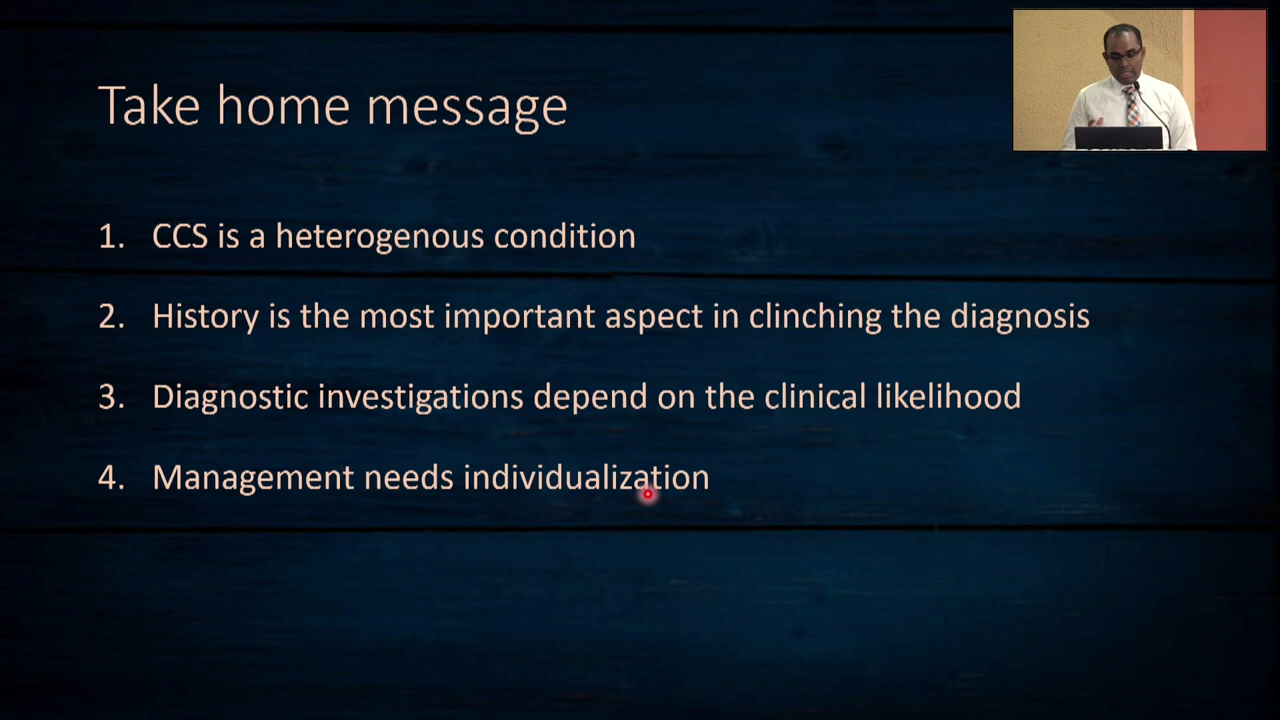 Take home message
1. CCS is a heterogenous condition
2. History is the most important aspect in clinching the diagnosis
3. Diagnostic investigations depend on the clinical likelihood
4. Management needs individualization